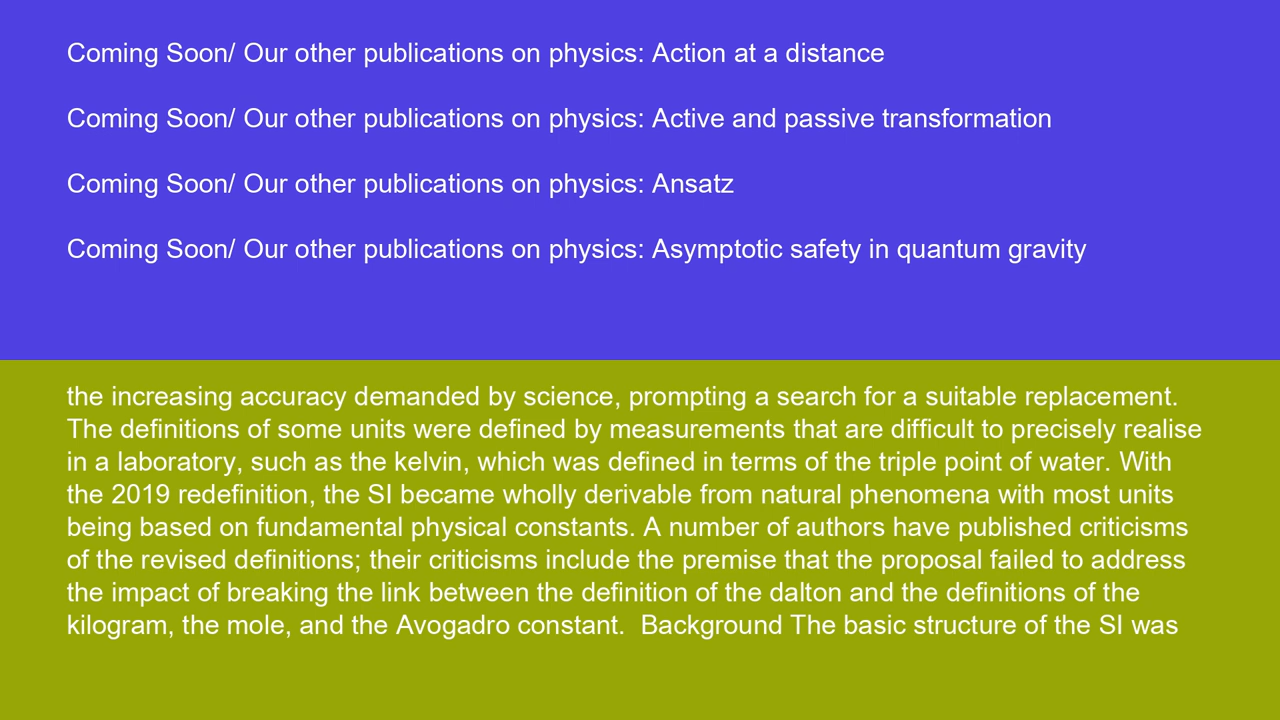 Coming Soon/ Our other publications on physics: Action at a distance
Coming Soon/ Our other publications on physics: Active and passive transformation
Coming Soon/ Our other publications on physics: Ansatz
Coming Soon/ Our other publications on physics: Asymptotic safety in quantum gravity
the increasing accuracy demanded by science, prompting a search for a suitable replacement.
The definitions of some units were defined by measurements that are difficult to precisely realise
in a laboratory, such as the kelvin, which was defined in terms of the triple point of water. With
the 2019 redefinition, the SI became wholly derivable from natural phenomena with most units
being based on fundamental physical constants. A number of authors have published criticisms
of the revised definitions; their criticisms include the premise that the proposal failed to address
the impact of breaking the link between the definition of the dalton and the definitions of the
kilogram, the mole, and the Avogadro constant.  Background The basic structure of the SI was